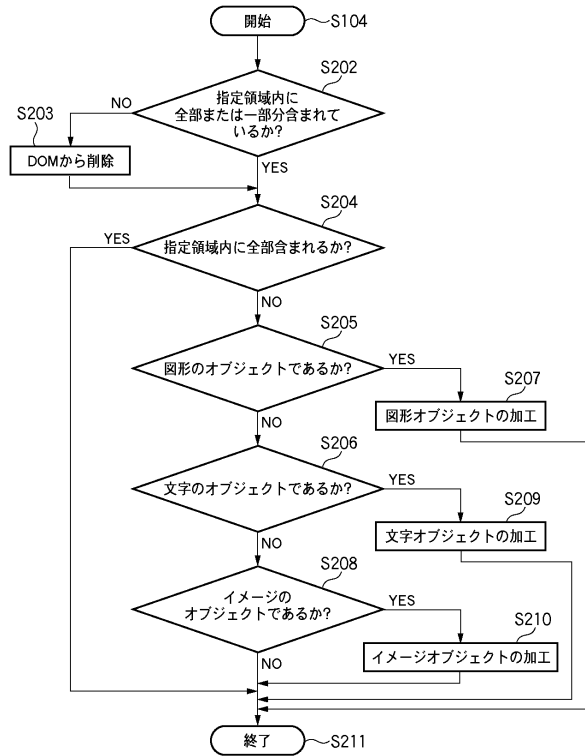 開始
S104
S202
指定領域内に
全部または一部分含まれて
いるか?
NO
S203
DOMから削除
YES
S204
YES
指定領域内に全部含まれるか?
NO
S205
図形のオブジェクトであるか?
YES
S207
図形オブジェクトの加工
NO
S206
文字のオブジェクトであるか?
YES
S209
文字オブジェクトの加工
NO
S208
イメージの
オブジェクトであるか?
YES
S210
イメージオブジェクトの加工
NO
終了
S211